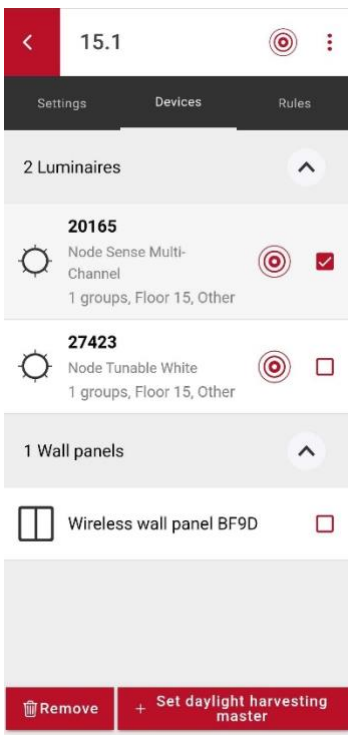 15.1
Settings Devices Rules
2 Luminaires
20165
Node Sense Multi-
Channel
1 groups, Floor 15, Other
27423
Node Tunable White
1 groups, Floor 15, Other
1 Wall panels
Wireless wall panel BF9D
Remove
+ Set daylight harvesting
master